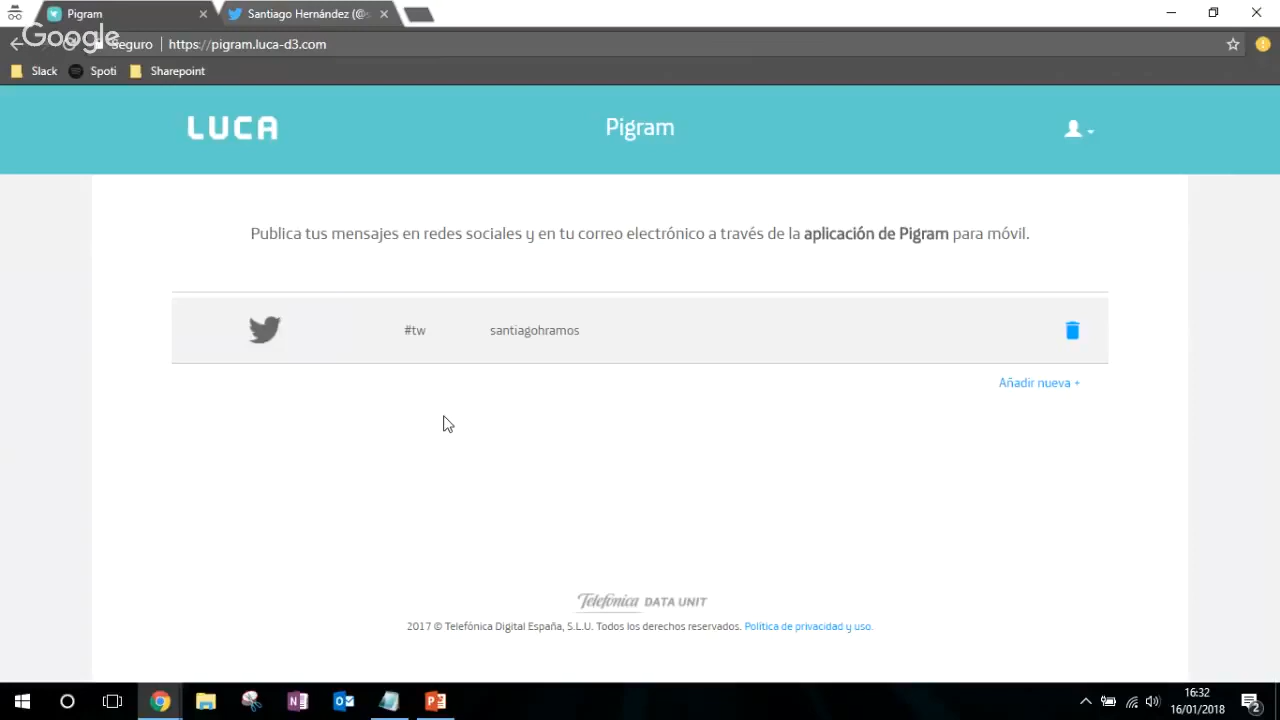 Pigram
Santiago Hernández (@s
Google
Seguro
https://pigram.luca-d3.com
Slack
Spoti
Sharepoint
LUCA
Pigram
Publica tus mensajes en redes sociales y en tu correo electrónico a través de la aplicación de Pigram para móvil.
#tw
santiagohramos
Añadir nueva +
Telefónica DATA UNIT
2017 © Telefónica Digital España, S.L.U. Todos los derechos reservados. Política de privacidad y uso.
16:32
16/01/2018
2